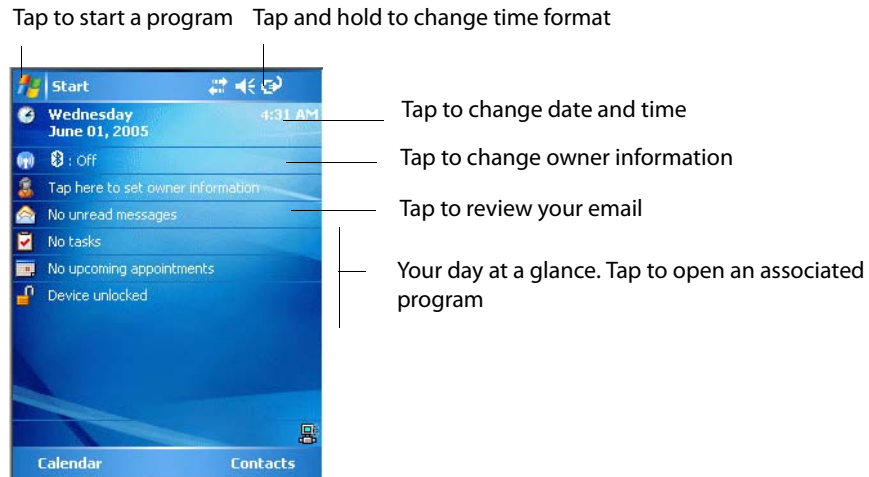 Tap to start a program Tap and hold to change time format
Start
Wednesday 4:31 AM
June 01, 2005
Tap to change date and time
: Off
Tap to change owner information
Tap here to set owner information
No unread messages
Tap to review your email
No tasks
No upcoming appointments
Your day at a glance. Tap to open an associated
program
Device unlocked
Calendar Contacts